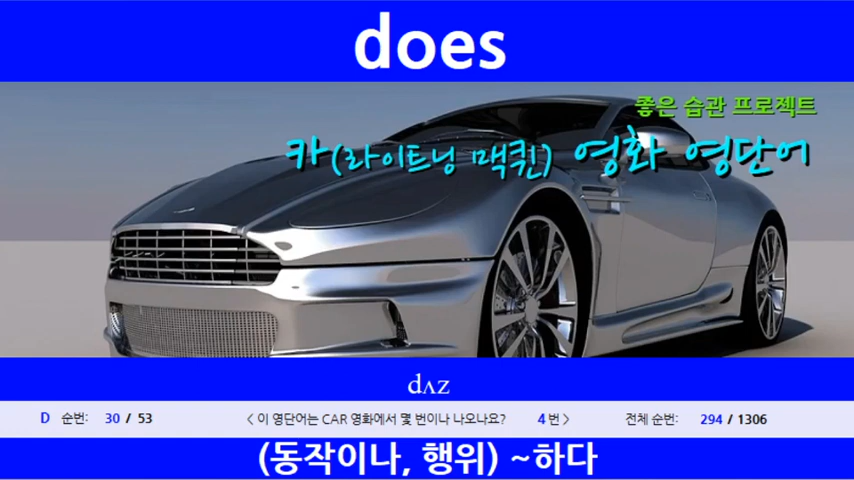 does
좋은 습관 프로젝트
카(라이트닝 맥퀸) 영화 영단어
dʌz
D 순번: 30 / 53 < 이 영단어는 CAR 영화에서 몇 번이나 나오나요? 4 번 > 전체 순번: 294 / 1306
(동작이나, 행위) ~하다